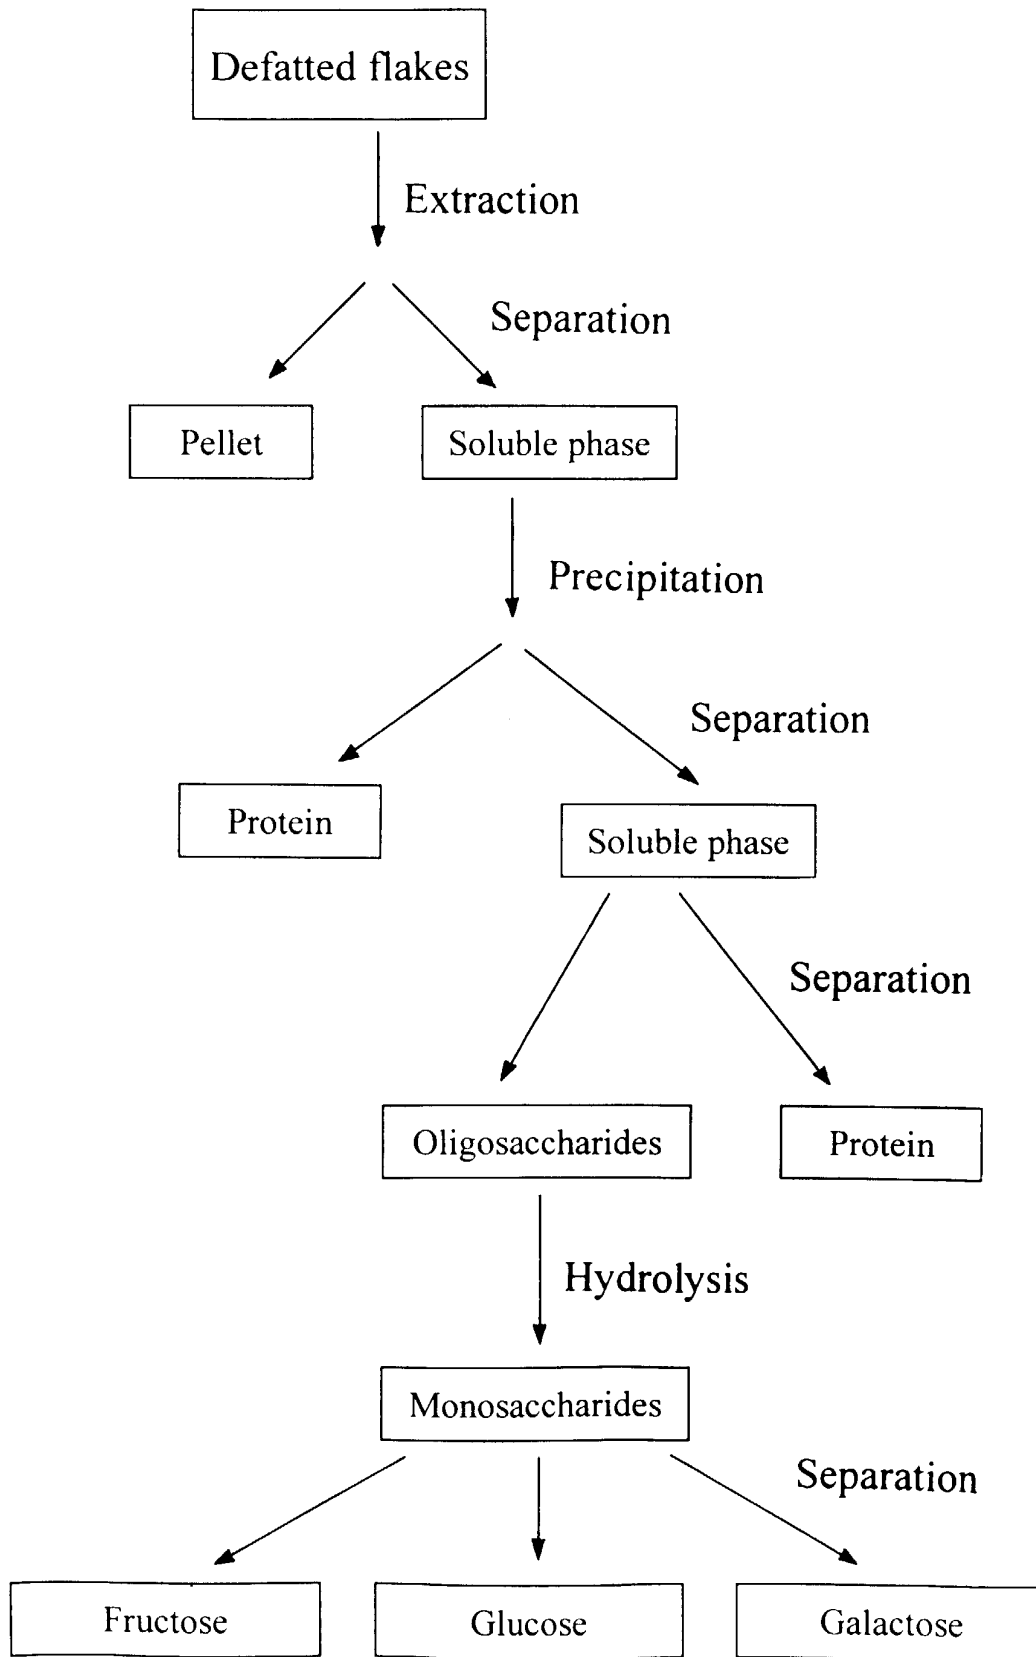 Defatted flakes
Extraction
Separation
Pellet
Soluble phase
Precipitation
Separation
Protein
Soluble phase
Separation
Oligosaccharides
Protein
Hydrolysis
Monosaccharides
Separation
Fructose
Glucose
Galactose